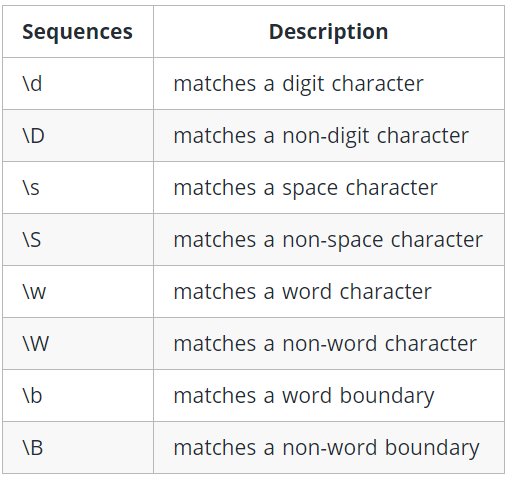 Sequences Description
\d matches a digit character
\D matches a non-digit character
\s matches a space character
\S matches a non-space character
\w matches a word character
\W matches a non-word character
\b matches a word boundary
\B matches a non-word boundary